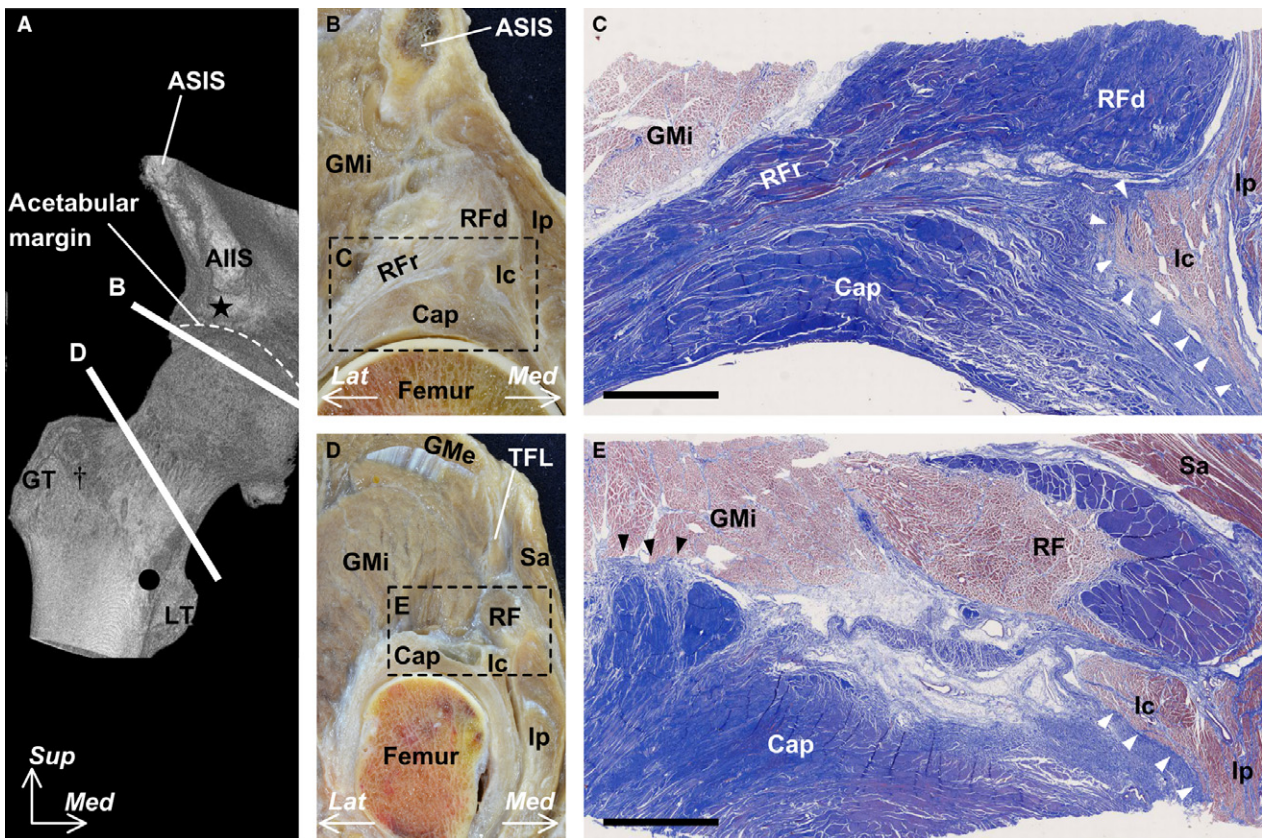 A
ASIS
Acetabular
margin
AIIS
★
B
D
GT †
●
LT
Sup
Med
B
ASIS
GMi
RFd
Ip
C
RFr
Ic
Cap
Lat
Med
Femur
C
GMi
RFd
RFr
Ip
Ic
Cap
D
GMe
TFL
GMi
Sa
E
RF
Cap
Ic
Femur
Ip
Lat
Med
E
Sa
GMi
RF
Ic
Cap
Ip